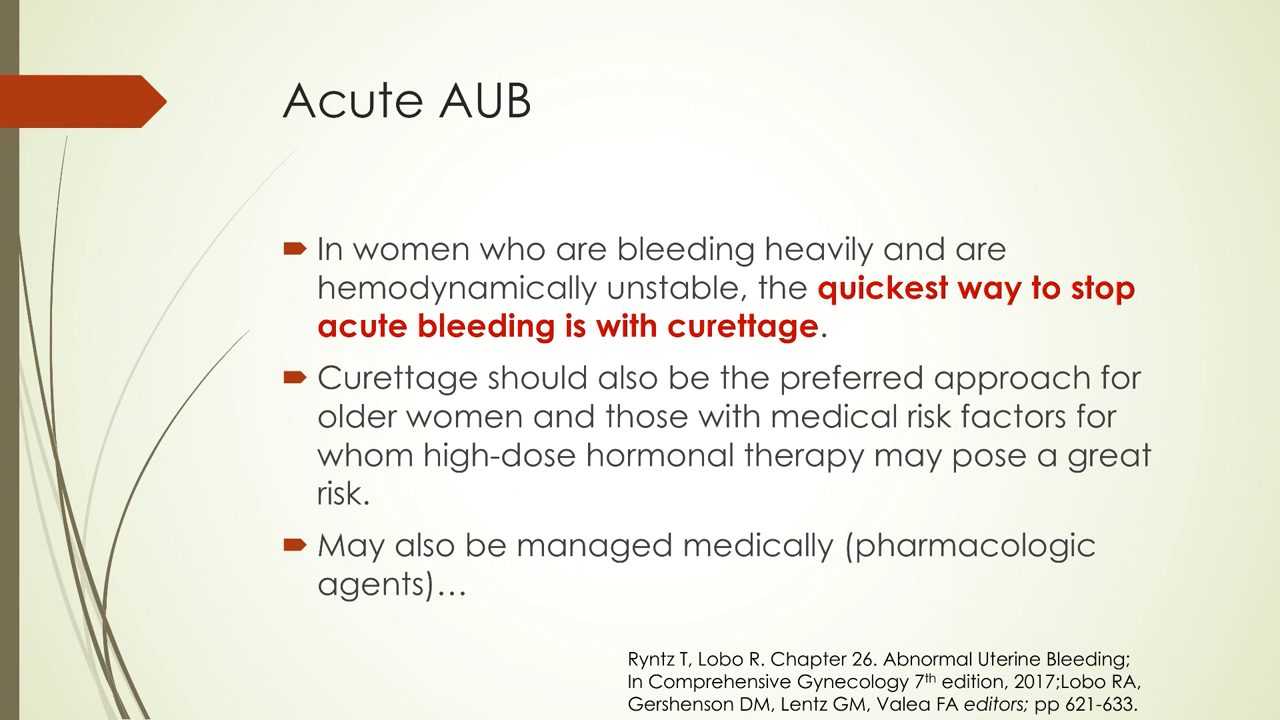 Acute AUB
In women who are bleeding heavily and are
hemodynamically unstable, the quickest way to stop
acute bleeding is with curettage.
Curettage should also be the preferred approach for
older women and those with medical risk factors for
whom high-dose hormonal therapy may pose a great
risk.
May also be managed medically (pharmacologic
agents)…
Ryntz T, Lobo R. Chapter 26. Abnormal Uterine Bleeding;
In Comprehensive Gynecology 7th edition, 2017;Lobo RA,
Gershenson DM, Lentz GM, Valea FA editors; pp 621-633.